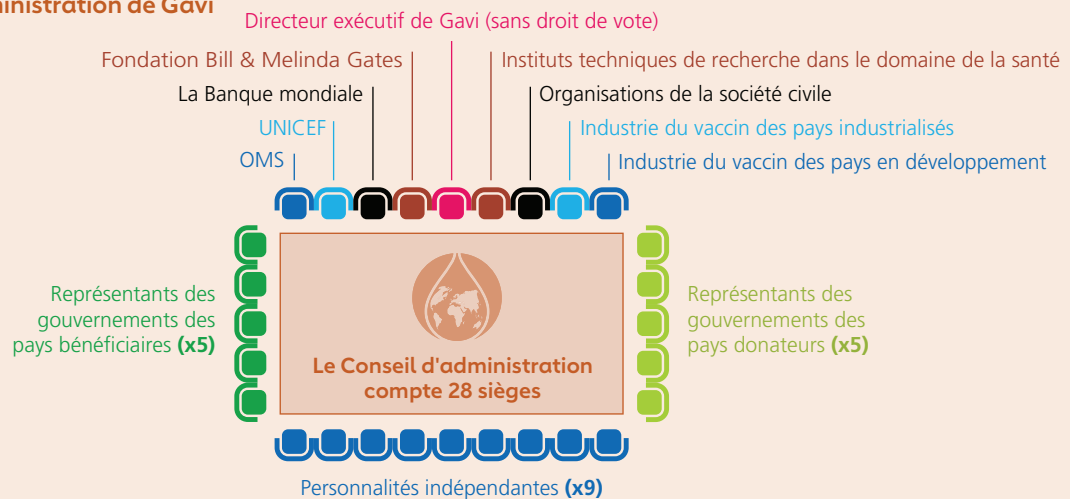 administration de Gavi
Directeur exécutif de Gavi (sans droit de vote)
Fondation Bill & Melinda Gates
Instituts techniques de recherche dans le domaine de la santé
La Banque mondiale
Organisations de la société civile
UNICEF
Industrie du vaccin des pays industrialisés
OMS
Industrie du vaccin des pays en développement
Représentants des
gouvernements des
pays bénéficiaires (x5)
Le Conseil d'administration
compte 28 sièges
Représentants des
gouvernements des
pays donateurs (x5)
Personnalités indépendantes (x9)